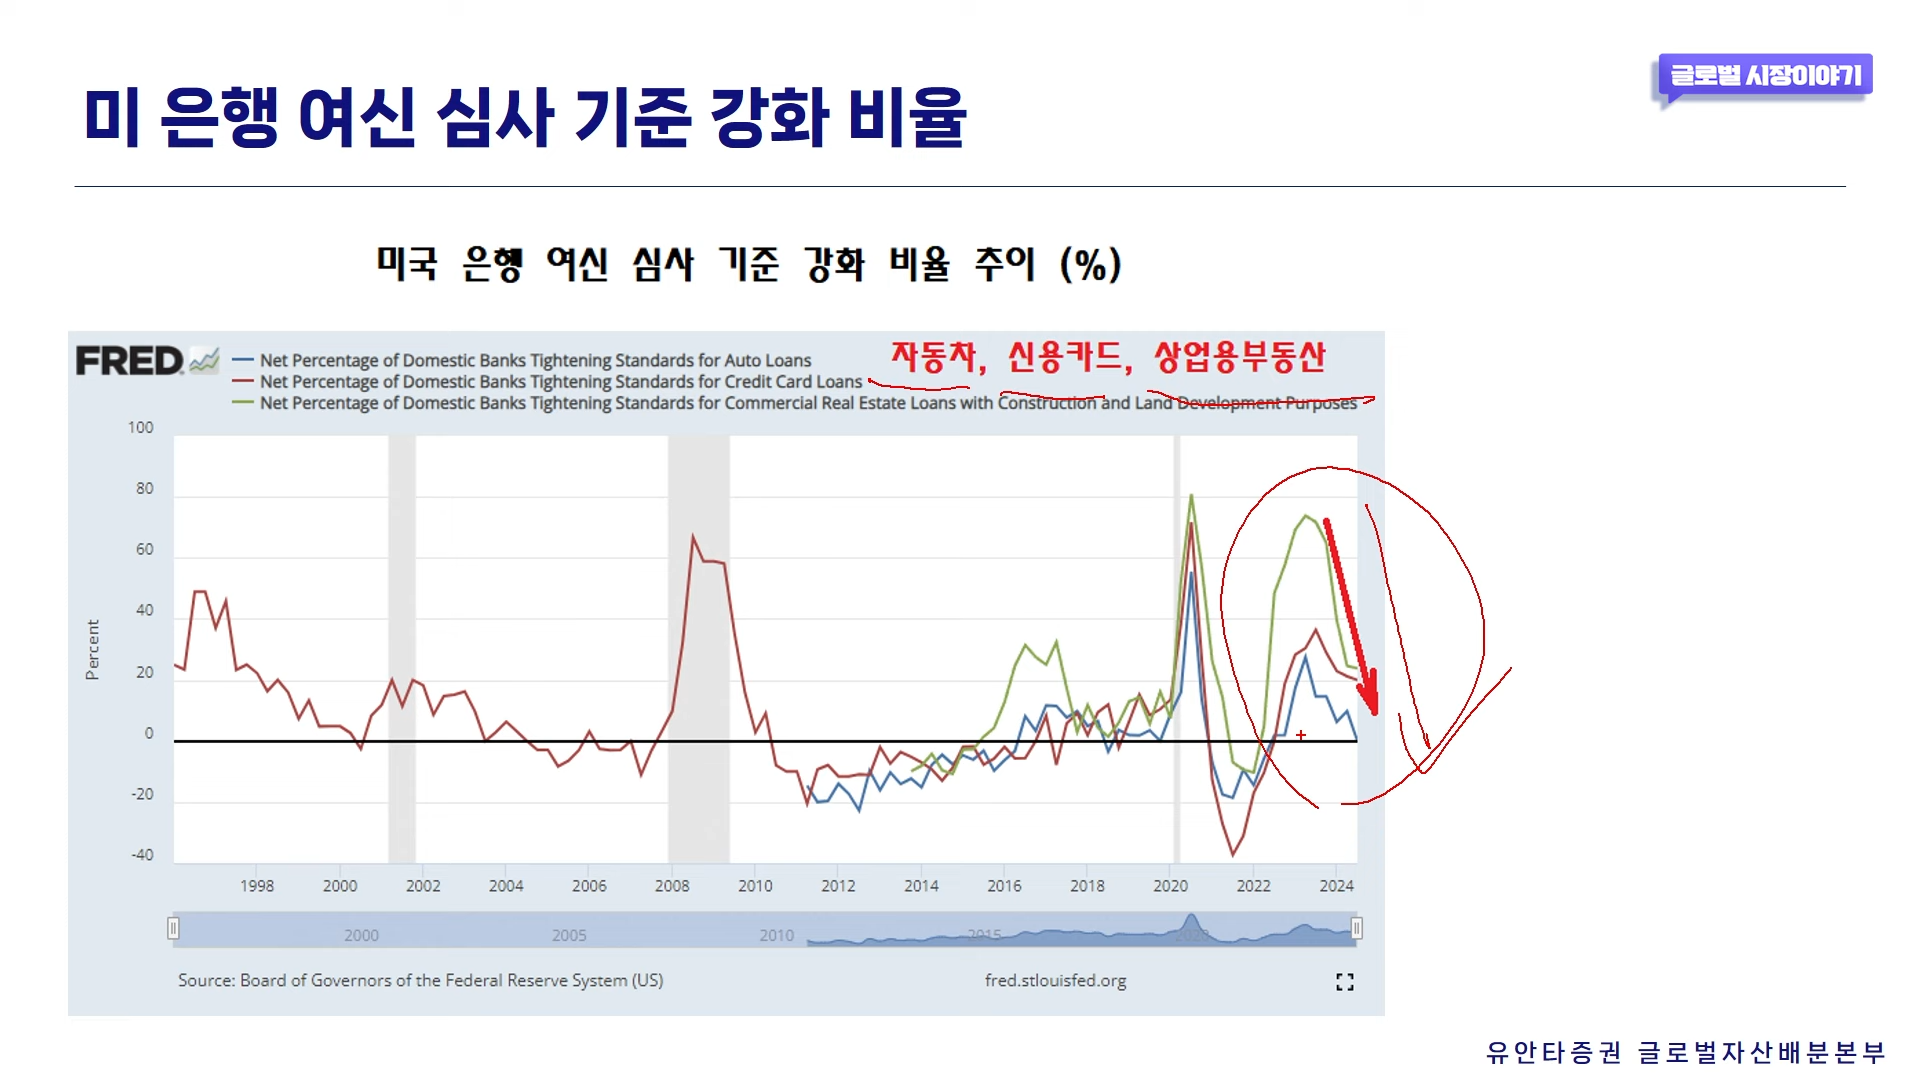 글로벌 시장이야기
미 은행 여신 심사 기준 강화 비율
미국 은행 여신 심사 기준 강화 비율 추이 (%)
FRED
Net Percentage of Domestic Banks Tightening Standards for Auto Loans
자동차, 신용카드, 상업용부동산
Net Percentage of Domestic Banks Tightening Standards for Credit Card Loans
Net Percentage of Domestic Banks Tightening Standards for Commercial Real Estate Loans with Construction and Land Development Purposes
100
80
60
40
20
0
-20
-40
Percent
1998 2000 2002 2004 2006 2008 2010 2012 2014 2016 2018 2020 2022 2024
2000 2005 2010 2015 2020
Source: Board of Governors of the Federal Reserve System (US)
fred.stlouisfed.org
유안타증권 글로벌자산배분본부